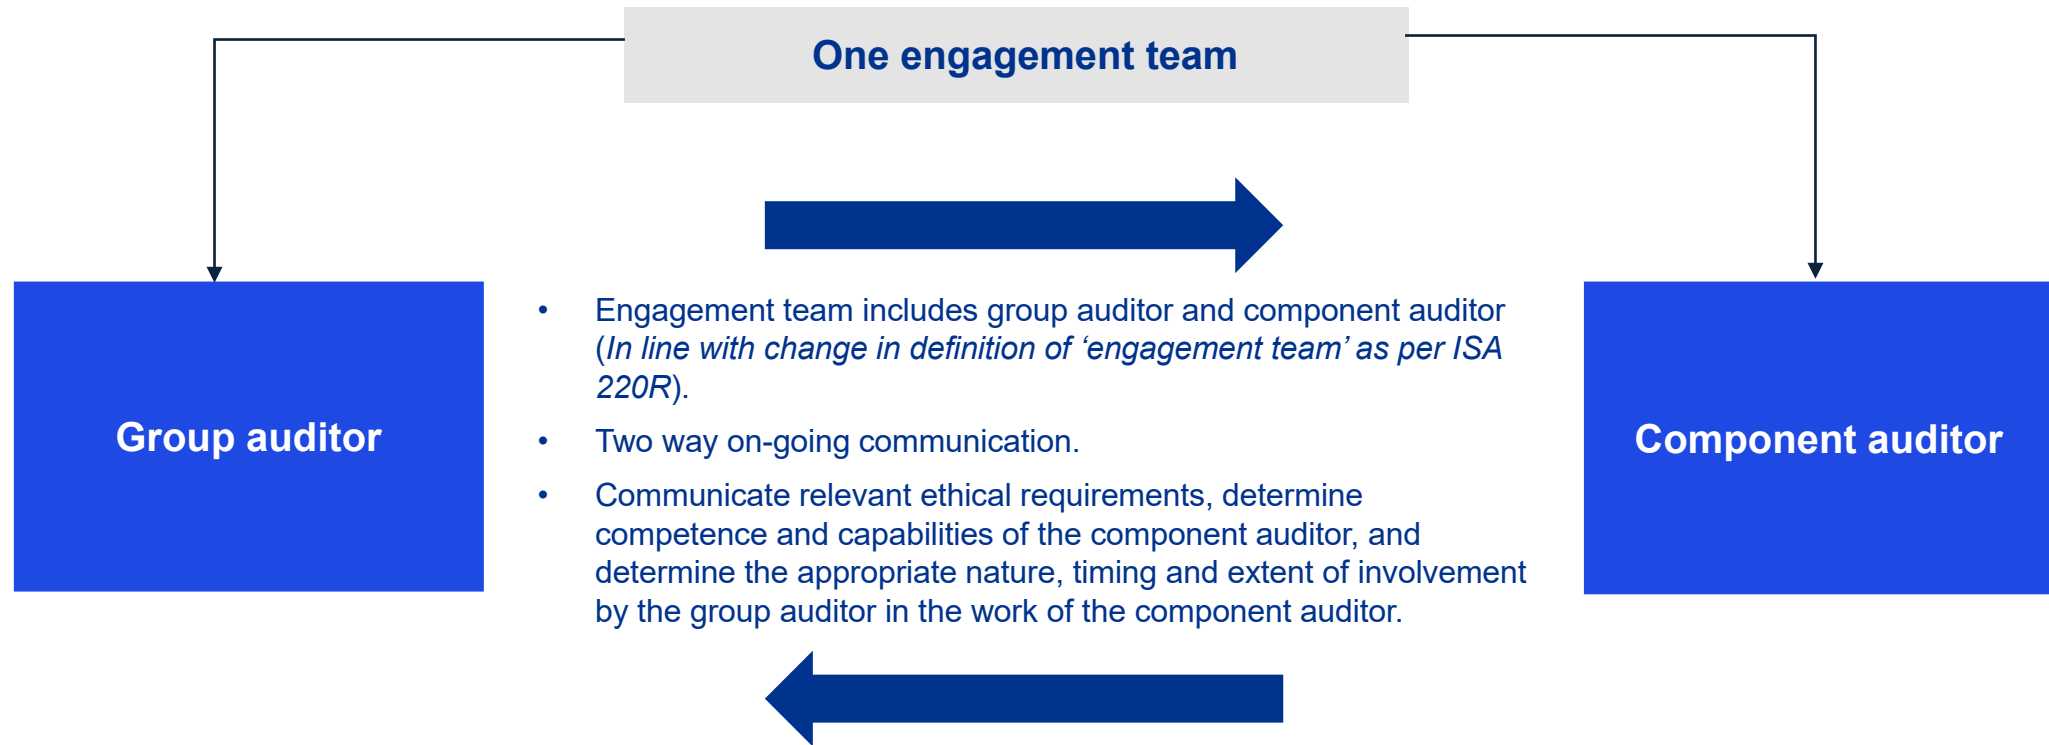 One engagement team
Group auditor
• Engagement team includes group auditor and component auditor
(In line with change in definition of ‘engagement team’ as per ISA
220R).
• Two way on-going communication.
• Communicate relevant ethical requirements, determine
competence and capabilities of the component auditor, and
determine the appropriate nature, timing and extent of involvement
by the group auditor in the work of the component auditor.
Component auditor